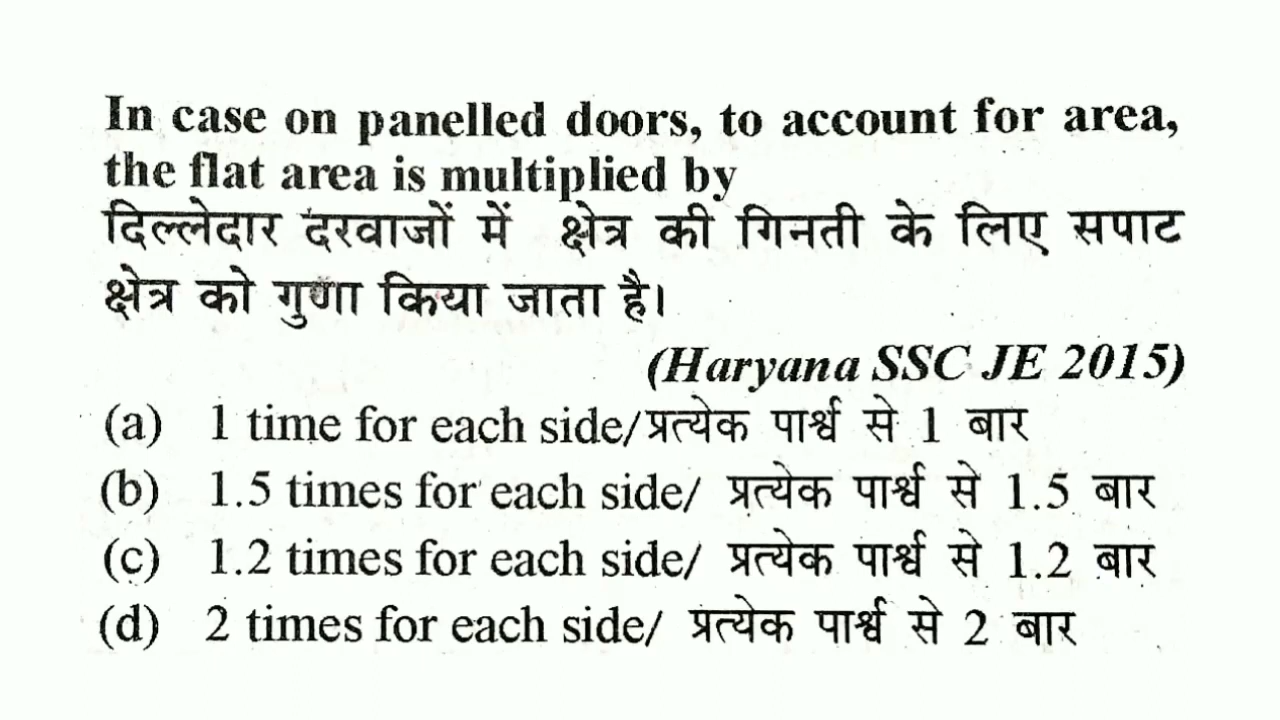 In case on panelled doors, to account for area,
the flat area is multiplied by
दिल्लेदार दरवाजों में क्षेत्र की गिनती के लिए सपाट
क्षेत्र को गुणा किया जाता है।
(Haryana SSC JE 2015)
(a) 1 time for each side/प्रत्येक पार्श्व से 1 बार
(b) 1.5 times for each side/ प्रत्येक पार्श्व से 1.5 बार
(c) 1.2 times for each side/ प्रत्येक पार्श्व से 1.2 बार
(d) 2 times for each side/ प्रत्येक पार्श्व से 2 बार